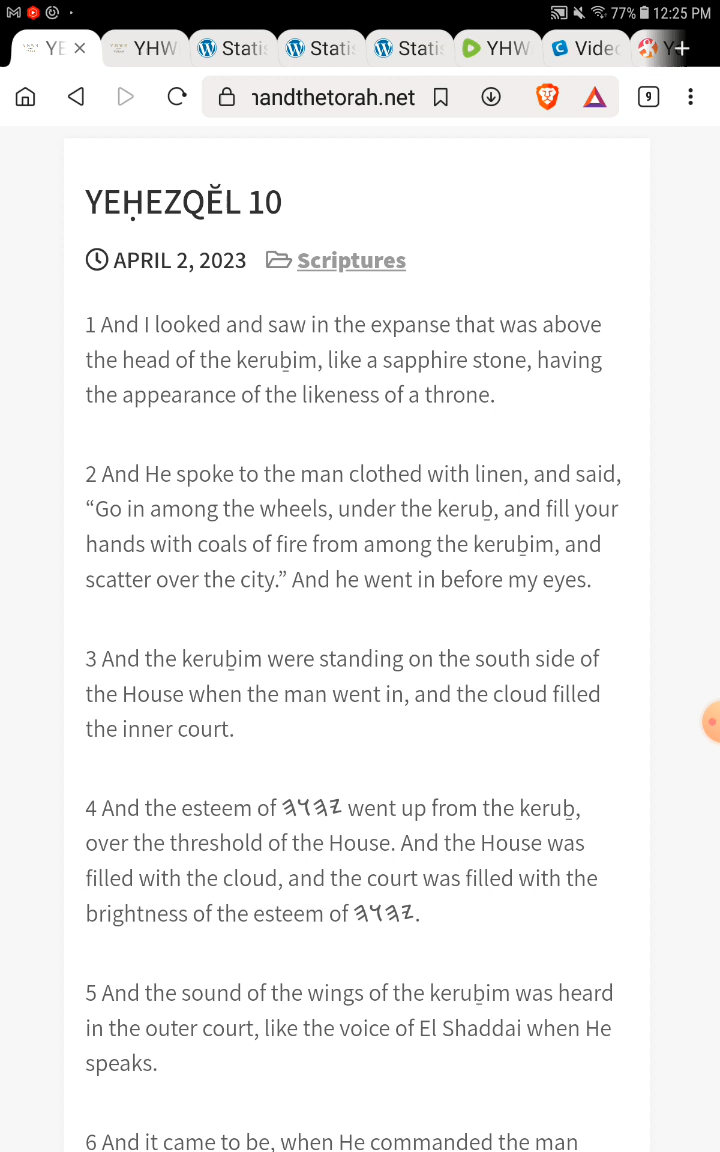 77% 12:25 PM
YE
YHW
Statis
Statis
Statis
YHW
Videc
Y
handthetorah.net
9
YEḤEZQĔL 10
APRIL 2, 2023 Scriptures
1 And I looked and saw in the expanse that was above
the head of the keruḇim, like a sapphire stone, having
the appearance of the likeness of a throne.
2 And He spoke to the man clothed with linen, and said,
“Go in among the wheels, under the keruḇ, and fill your
hands with coals of fire from among the keruḇim, and
scatter over the city.” And he went in before my eyes.
3 And the keruḇim were standing on the south side of
the House when the man went in, and the cloud filled
the inner court.
4 And the esteem of 𐤉𐤄𐤅𐤄 went up from the keruḇ,
over the threshold of the House. And the House was
filled with the cloud, and the court was filled with the
brightness of the esteem of 𐤉𐤄𐤅𐤄.
5 And the sound of the wings of the keruḇim was heard
in the outer court, like the voice of El Shaddai when He
speaks.
6 And it came to be, when He commanded the man